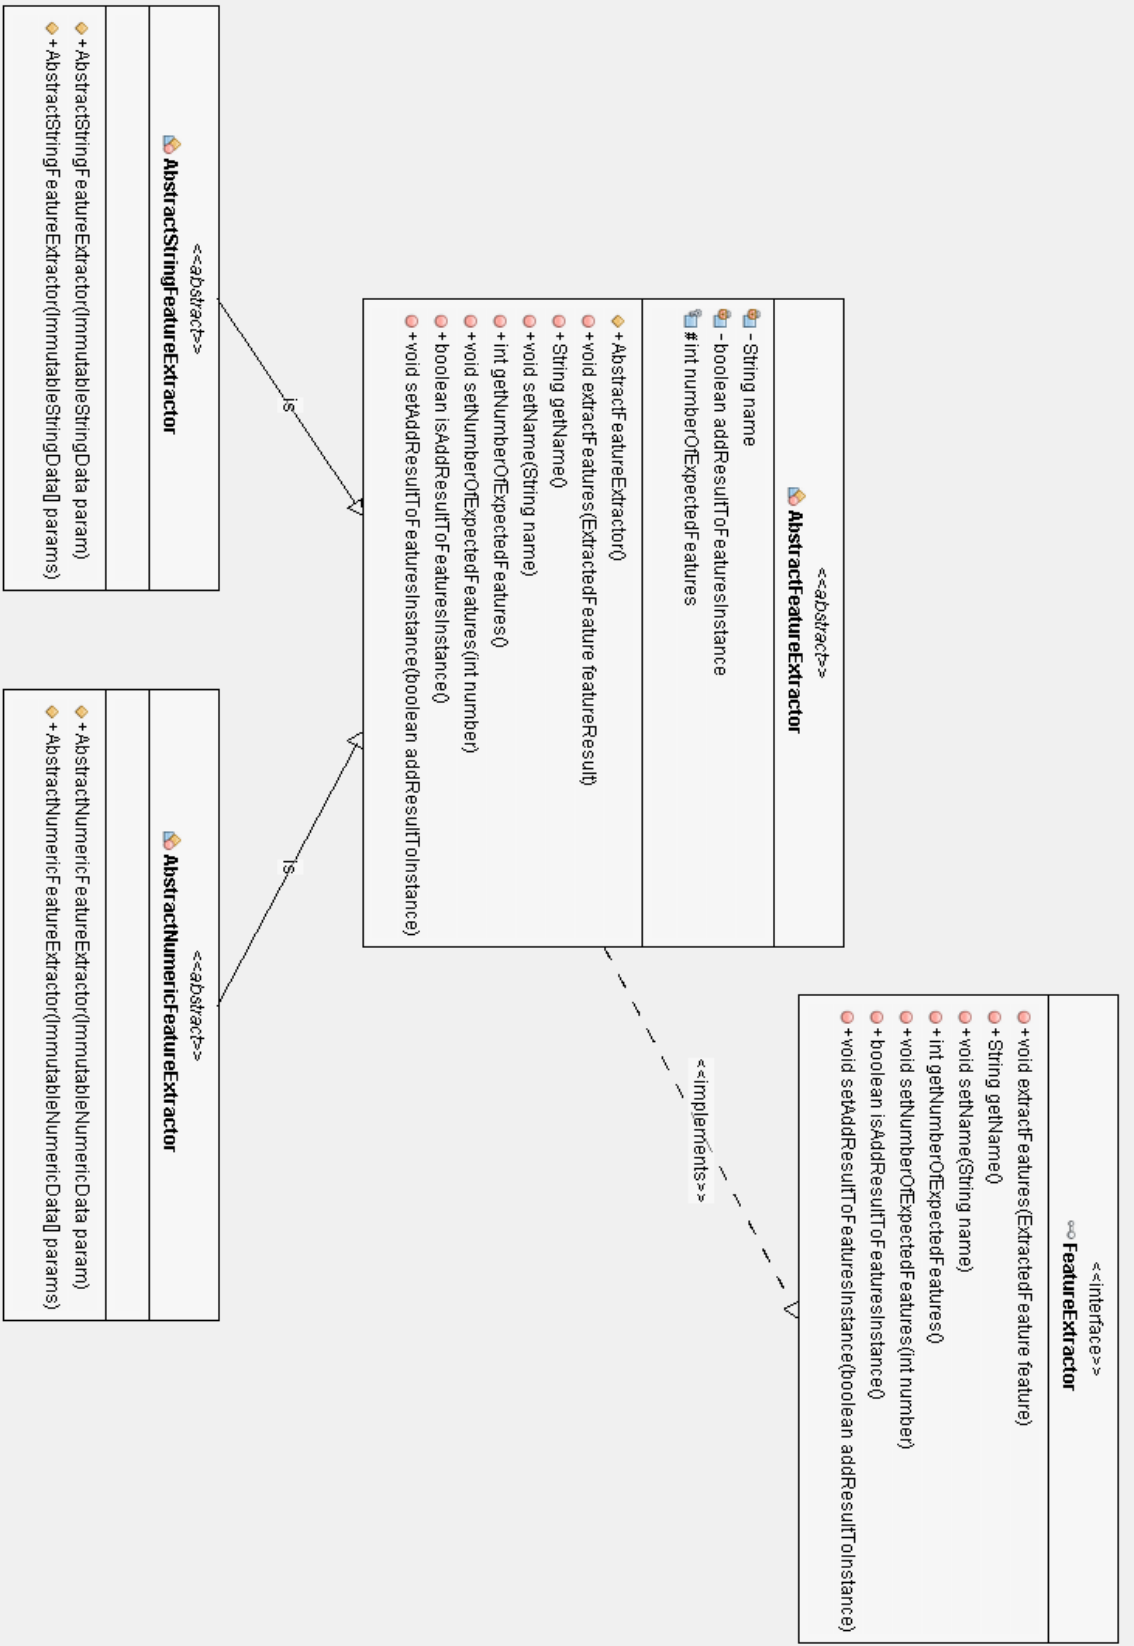 <<interface>>
FeatureExtractor
+ void extractFeatures(ExtractedFeature feature)
+ String getName()
+ void setName(String name)
+ int getNumberOfExpectedFeatures()
+ void setNumberOfExpectedFeatures(int number)
+ boolean isAddResultToFeaturesInstance()
+ void setAddResultToFeaturesInstance(boolean addResultToInstance)
<<implements>>
<<abstract>>
AbstractFeatureExtractor
- String name
- boolean addResultToFeaturesInstance
# int numberOfExpectedFeatures
+ AbstractFeatureExtractor()
+ void extractFeatures(ExtractedFeature featureResult)
+ String getName()
+ void setName(String name)
+ int getNumberOfExpectedFeatures()
+ void setNumberOfExpectedFeatures(int number)
+ boolean isAddResultToFeaturesInstance()
+ void setAddResultToFeaturesInstance(boolean addResultToInstance)
is
is
<<abstract>>
AbstractStringFeatureExtractor
+ AbstractStringFeatureExtractor(ImmutableStringData param)
+ AbstractStringFeatureExtractor(ImmutableStringData[] params)
<<abstract>>
AbstractNumericFeatureExtractor
+ AbstractNumericFeatureExtractor(ImmutableNumericData param)
+ AbstractNumericFeatureExtractor(ImmutableNumericData[] params)